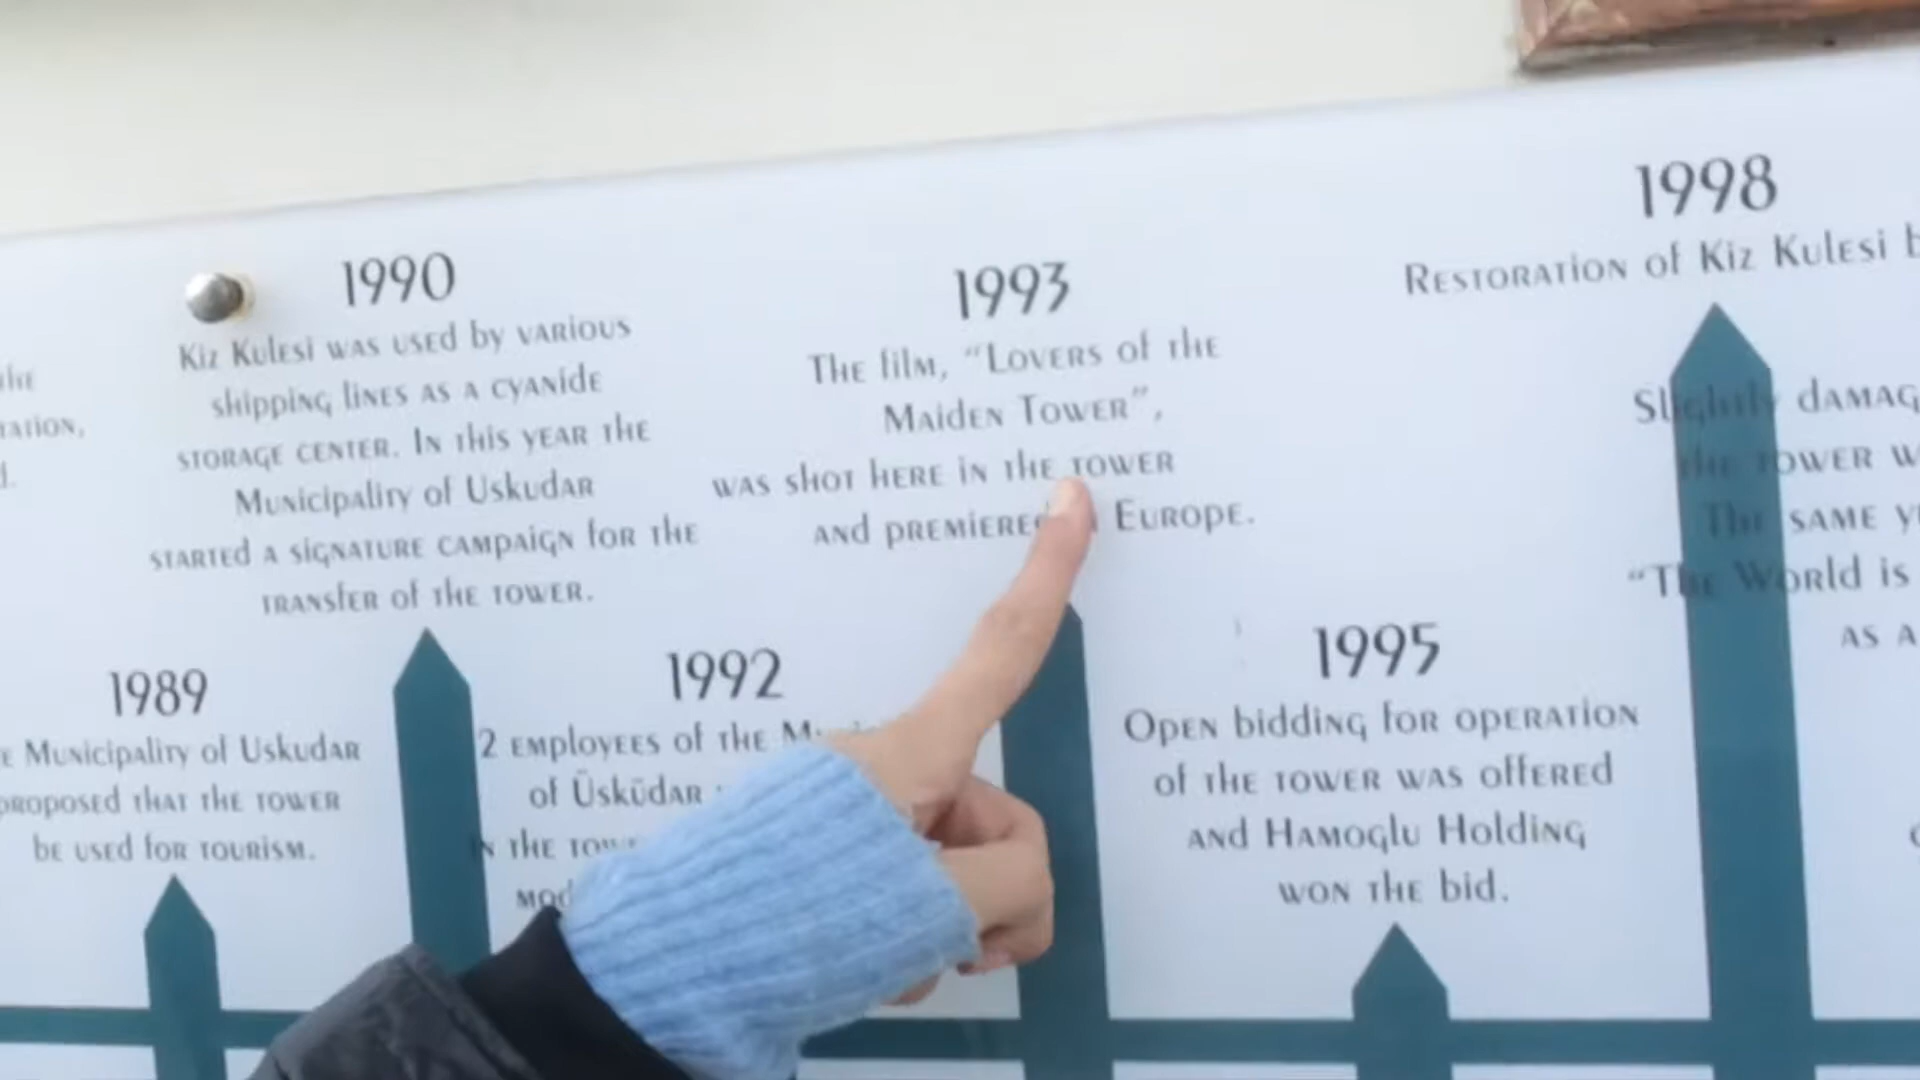 1990
Kiz Kulesi was used by various
shipping lines as a cyanide
storage center. In this year the
Municipality of Uskudar
started a signature campaign for the
transfer of the tower.
1993
The film, "Lovers of the
Maiden Tower",
was shot here in the tower
and premiered Europe.
1998
Restoration of Kiz Kulesi
Slightly
the tower
The same
"The World is
as a
1989
Municipality of Uskudar
proposed that the tower
be used for tourism.
1992
2 employees of the
of Üsküdar
in the
1995
Open bidding for operation
of the tower was offered
and Hamoglu Holding
won the bid.